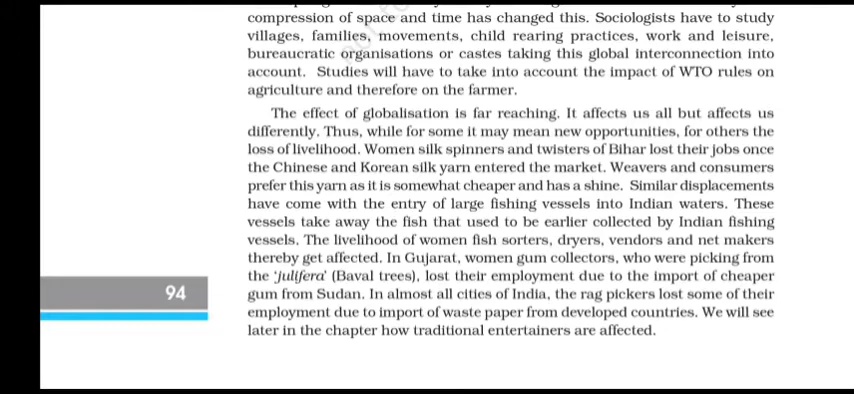 compression of space and time has changed this. Sociologists have to study
villages, families, movements, child rearing practices, work and leisure,
bureaucratic organisations or castes taking this global interconnection into
account. Studies will have to take into account the impact of WTO rules on
agriculture and therefore on the farmer.
The effect of globalisation is far reaching. It affects us all but affects us
differently. Thus, while for some it may mean new opportunities, for others the
loss of livelihood. Women silk spinners and twisters of Bihar lost their jobs once
the Chinese and Korean silk yarn entered the market. Weavers and consumers
prefer this yarn as it is somewhat cheaper and has a shine. Similar displacements
have come with the entry of large fishing vessels into Indian waters. These
vessels take away the fish that used to be earlier collected by Indian fishing
vessels. The livelihood of women fish sorters, dryers, vendors and net makers
thereby get affected. In Gujarat, women gum collectors, who were picking from
the ‘julifera’ (Baval trees), lost their employment due to the import of cheaper
94
gum from Sudan. In almost all cities of India, the rag pickers lost some of their
employment due to import of waste paper from developed countries. We will see
later in the chapter how traditional entertainers are affected.